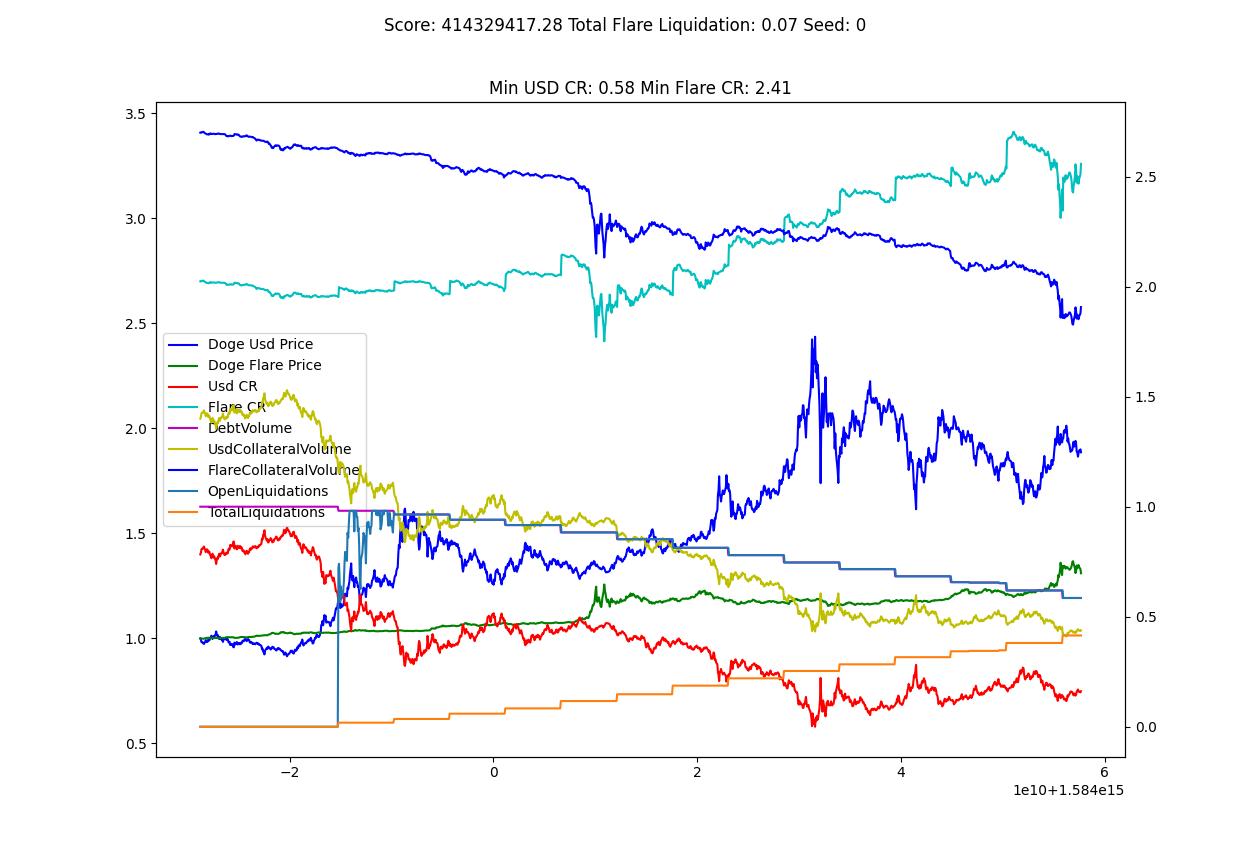 Score: 414329417.28 Total Flare Liquidation: 0.07 Seed: 0
Min USD CR: 0.58 Min Flare CR: 2.41
3.5
3.0
2.5
2.0
1.5
1.0
0.5
Doge Usd Price
Doge Flare Price
Usd CR
Flare CR
DebtVolume
UsdCollateralVolume
FlareCollateralVolume
OpenLiquidations
TotalLiquidations
2.5
2.0
1.5
1.0
0.5
0.0
−2 0 2 4 6
1e10+1.584e15